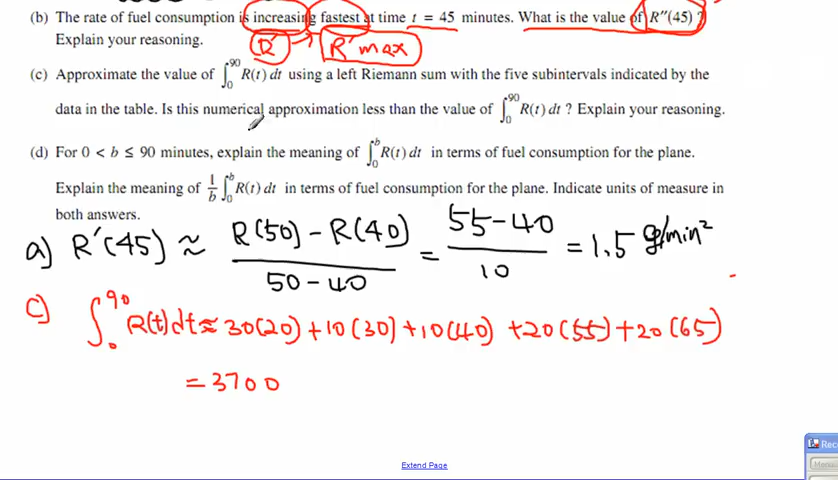 (b) The rate of fuel consumption is increasing fastest at time t = 45 minutes. What is the value of R″(45) ?
Explain your reasoning. R′ R′ max
(c) Approximate the value of ∫₀⁹⁰ R(t) dt using a left Riemann sum with the five subintervals indicated by the
data in the table. Is this numerical approximation less than the value of ∫₀⁹⁰ R(t) dt ? Explain your reasoning.
(d) For 0 < b ≤ 90 minutes, explain the meaning of ∫₀ᵇ R(t) dt in terms of fuel consumption for the plane.
Explain the meaning of 1/b ∫₀ᵇ R(t) dt in terms of fuel consumption for the plane. Indicate units of measure in
both answers.
a) R′(45) ≈ R(50) − R(40) / 50 − 40 = 55 − 40 / 10 = 1.5 g/min²
c) ∫₀⁹⁰ R(t) dt ≈ 30(20) + 10(30) + 10(40) + 20(55) + 20(65)
= 3700
Extend Page